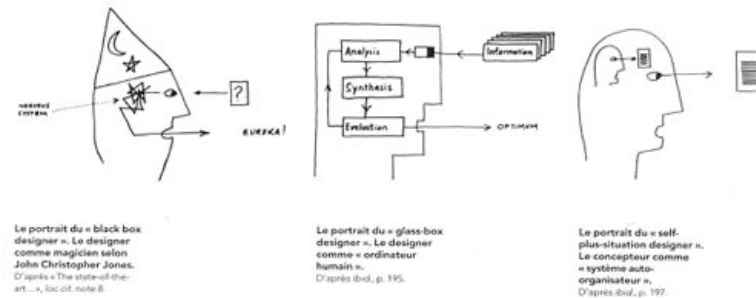 NERVOUS
SYSTEM
?
EUREKA!
Analysis
Synthesis
Evaluation
Information
OPTIMUM
Le portrait du « black box
designer ». Le designer
comme magicien selon
John Christopher Jones.
D'après « The state-of-the-
art ... », loc. cit. note 8.
Le portrait du « glass-box
designer ». Le designer
comme « ordinateur
humain ».
D'après ibid., p. 195.
Le portrait du « self-
plus-situation designer ».
Le concepteur comme
« système auto-
organisateur ».
D'après ibid., p. 197.